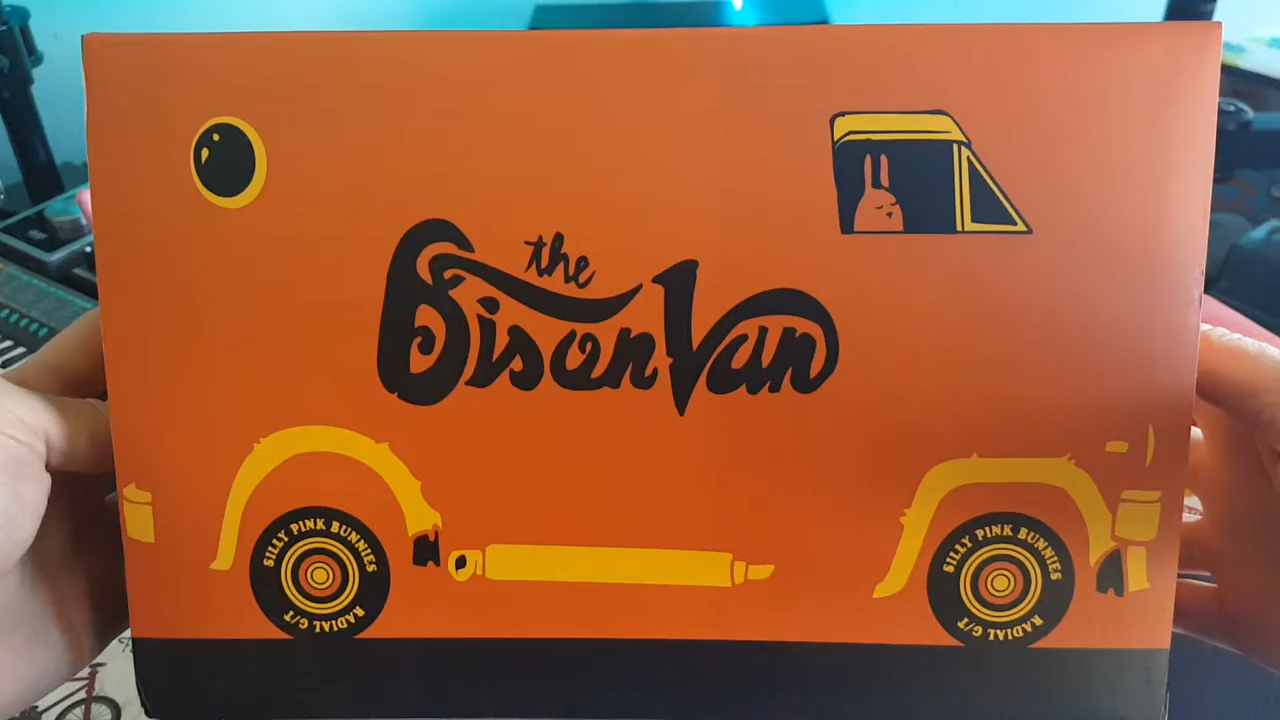 the
Bison Van
SILLY PINK BUNNIES
RADIAL G/T
SILLY PINK BUNNIES
RADIAL G/T